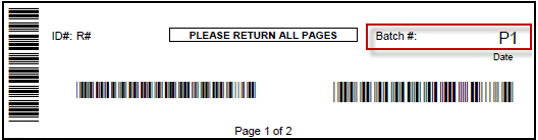 ID#: R# PLEASE RETURN ALL PAGES Batch #: P1
Date
Page 1 of 2